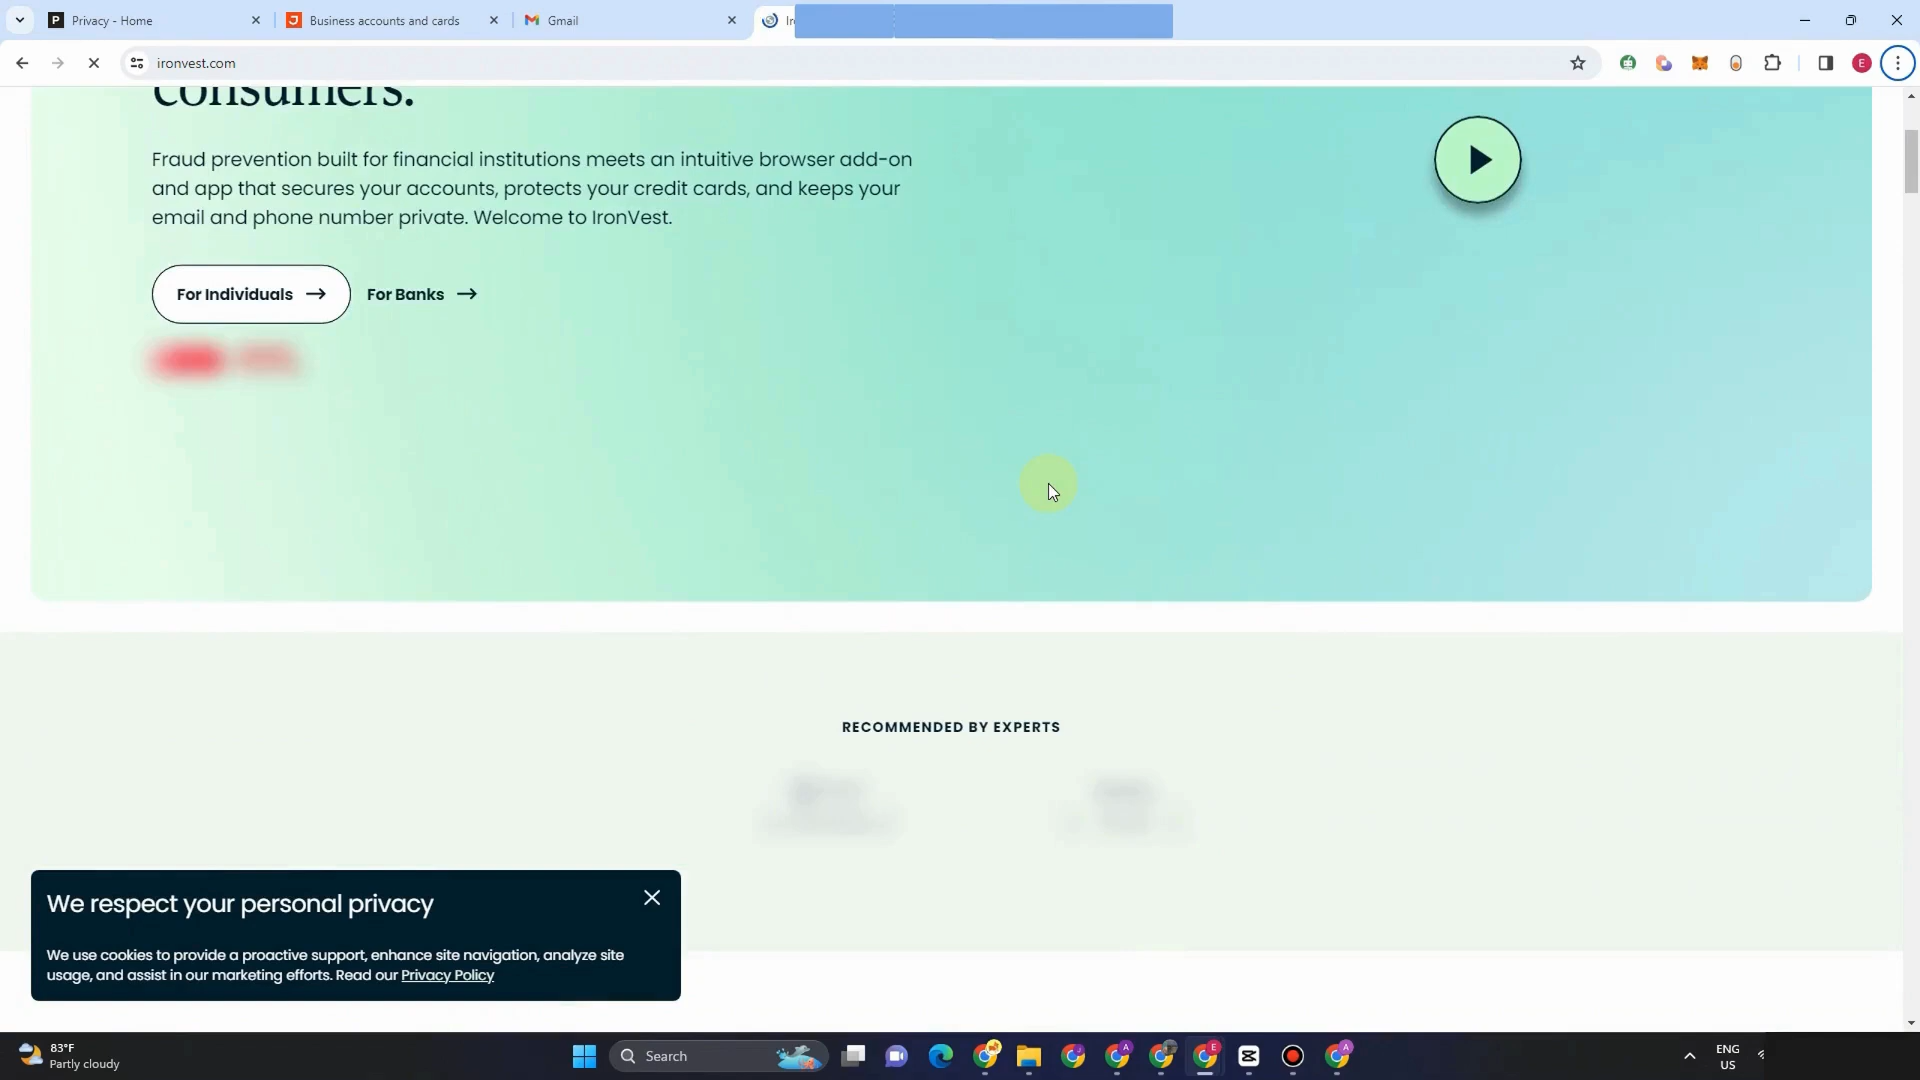 Privacy - Home
Business accounts and cards
Gmail
ironvest.com
E
consumers.
Fraud prevention built for financial institutions meets an intuitive browser add-on
and app that secures your accounts, protects your credit cards, and keeps your
email and phone number private. Welcome to IronVest.
For Individuals → For Banks →
RECOMMENDED BY EXPERTS
We respect your personal privacy
We use cookies to provide a proactive support, enhance site navigation, analyze site
usage, and assist in our marketing efforts. Read our Privacy Policy
83°F
Partly cloudy
Search
ENG
US